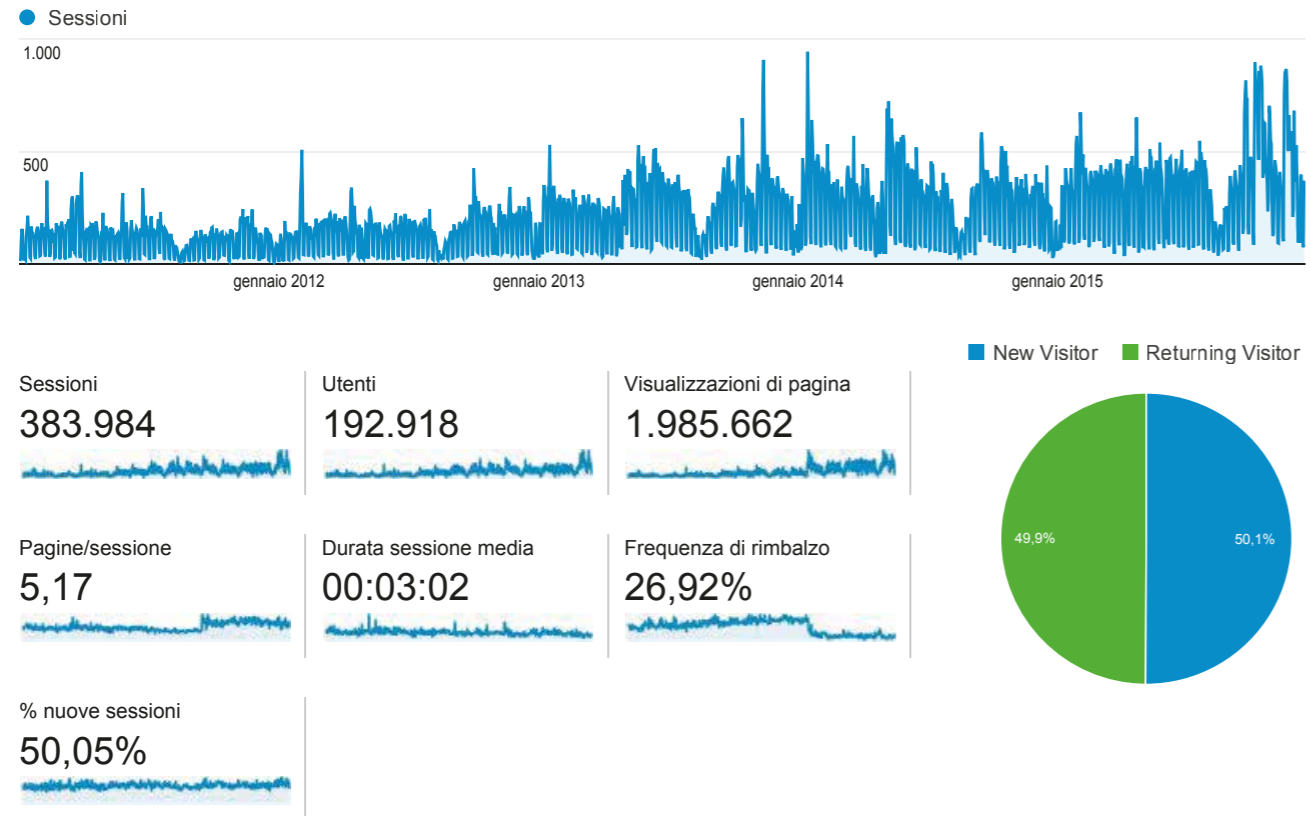 Sessioni
1.000
500
gennaio 2012
gennaio 2013
gennaio 2014
gennaio 2015
New Visitor
Returning Visitor
Sessioni
383.984
Utenti
192.918
Visualizzazioni di pagina
1.985.662
Pagine/sessione
5,17
Durata sessione media
00:03:02
Frequenza di rimbalzo
26,92%
% nuove sessioni
50,05%
49,9%
50,1%